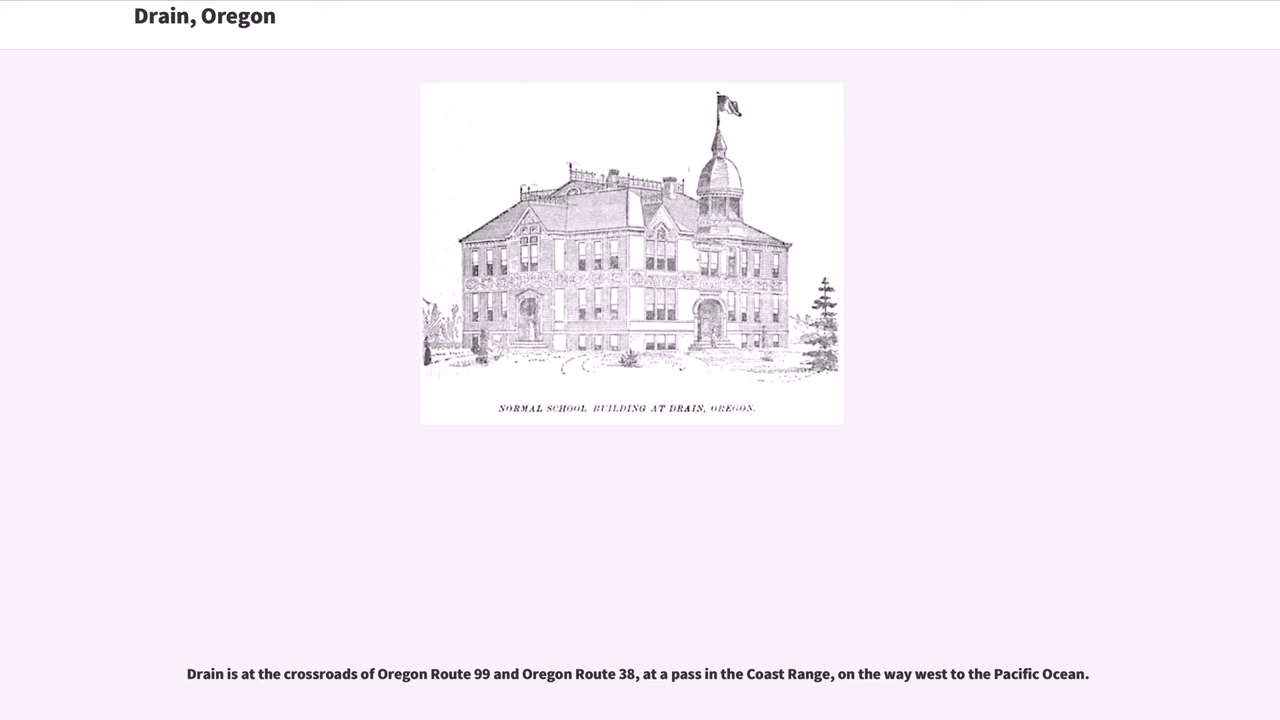 Drain, Oregon
NORMAL SCHOOL BUILDING AT DRAIN, OREGON.
Drain is at the crossroads of Oregon Route 99 and Oregon Route 38, at a pass in the Coast Range, on the way west to the Pacific Ocean.